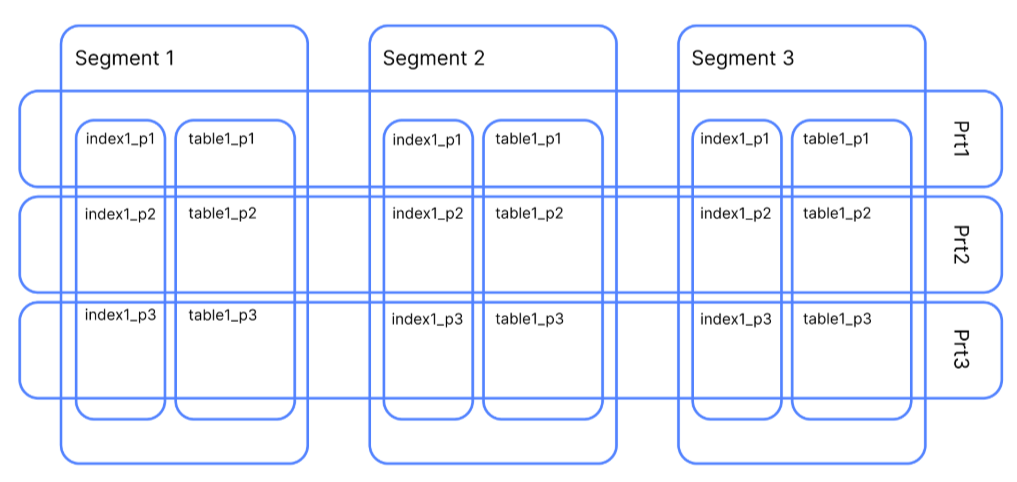 Segment 1
Segment 2
Segment 3
index1_p1 table1_p1 index1_p1 table1_p1 index1_p1 table1_p1 Prt1
index1_p2 table1_p2 index1_p2 table1_p2 index1_p2 table1_p2 Prt2
index1_p3 table1_p3 index1_p3 table1_p3 index1_p3 table1_p3 Prt3